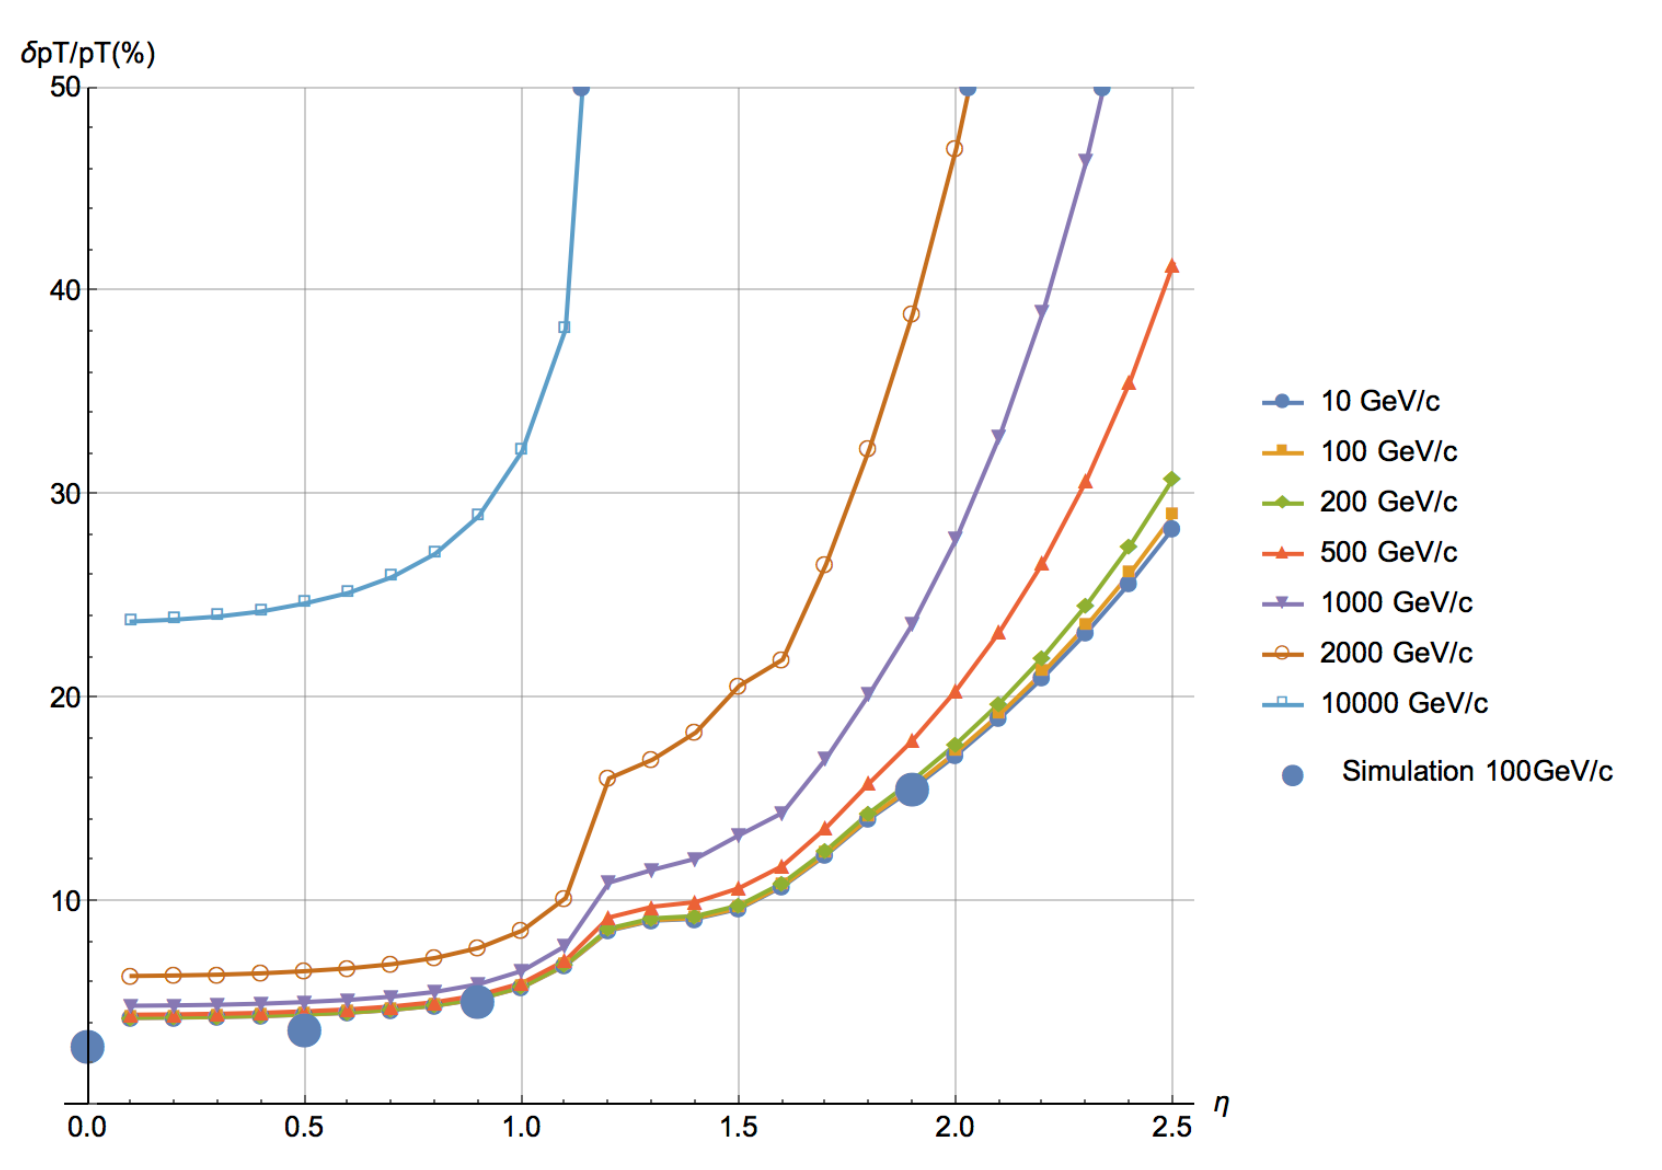 δpT/pT(%)
50
40
30
20
10
0.0 0.5 1.0 1.5 2.0 2.5
η
10 GeV/c
100 GeV/c
200 GeV/c
500 GeV/c
1000 GeV/c
2000 GeV/c
10000 GeV/c
Simulation 100GeV/c